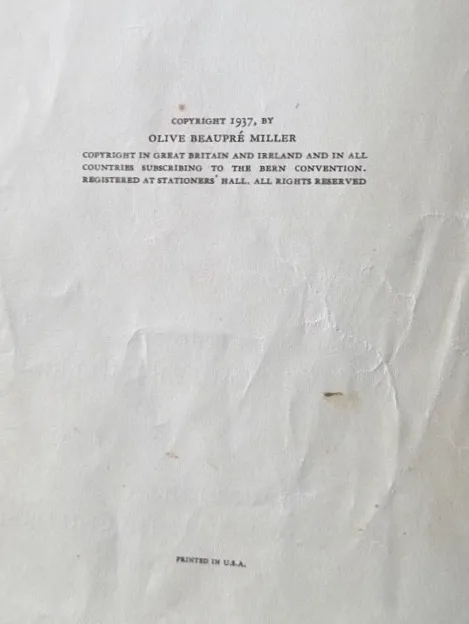 COPYRIGHT 1937, BY
OLIVE BEAUPRÉ MILLER
COPYRIGHT IN GREAT BRITAIN AND IRELAND AND IN ALL
COUNTRIES SUBSCRIBING TO THE BERN CONVENTION.
REGISTERED AT STATIONERS' HALL. ALL RIGHTS RESERVED
PRINTED IN U.S.A.